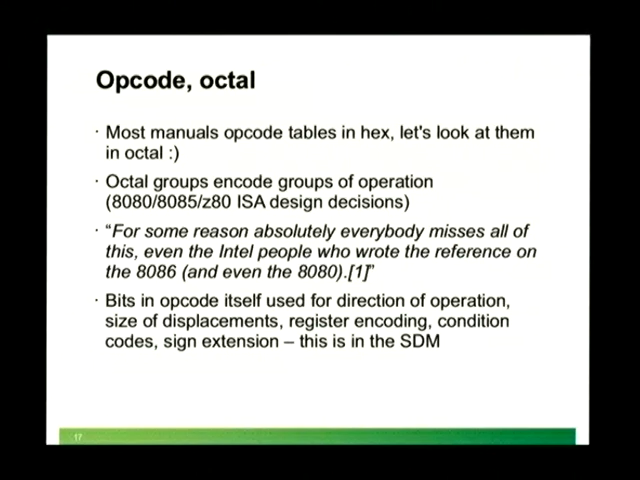 Opcode, octal
· Most manuals opcode tables in hex, let's look at them
in octal :)
· Octal groups encode groups of operation
(8080/8085/z80 ISA design decisions)
· “For some reason absolutely everybody misses all of
this, even the Intel people who wrote the reference on
the 8086 (and even the 8080).[1]”
· Bits in opcode itself used for direction of operation,
size of displacements, register encoding, condition
codes, sign extension – this is in the SDM
17